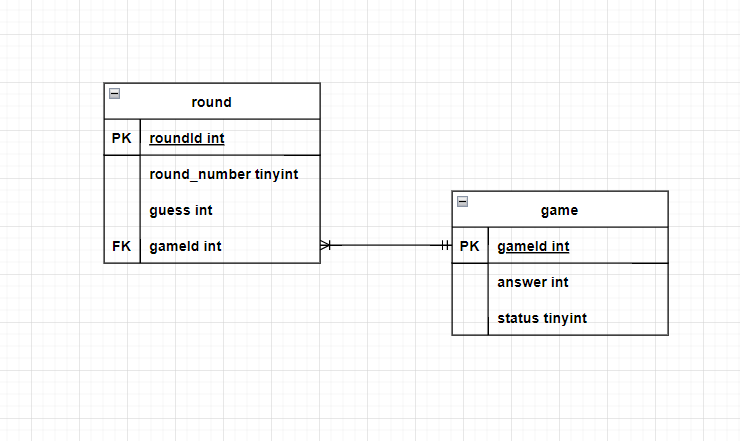 round
PK roundId int
round_number tinyint
guess int
FK gameId int
game
PK gameId int
answer int
status tinyint